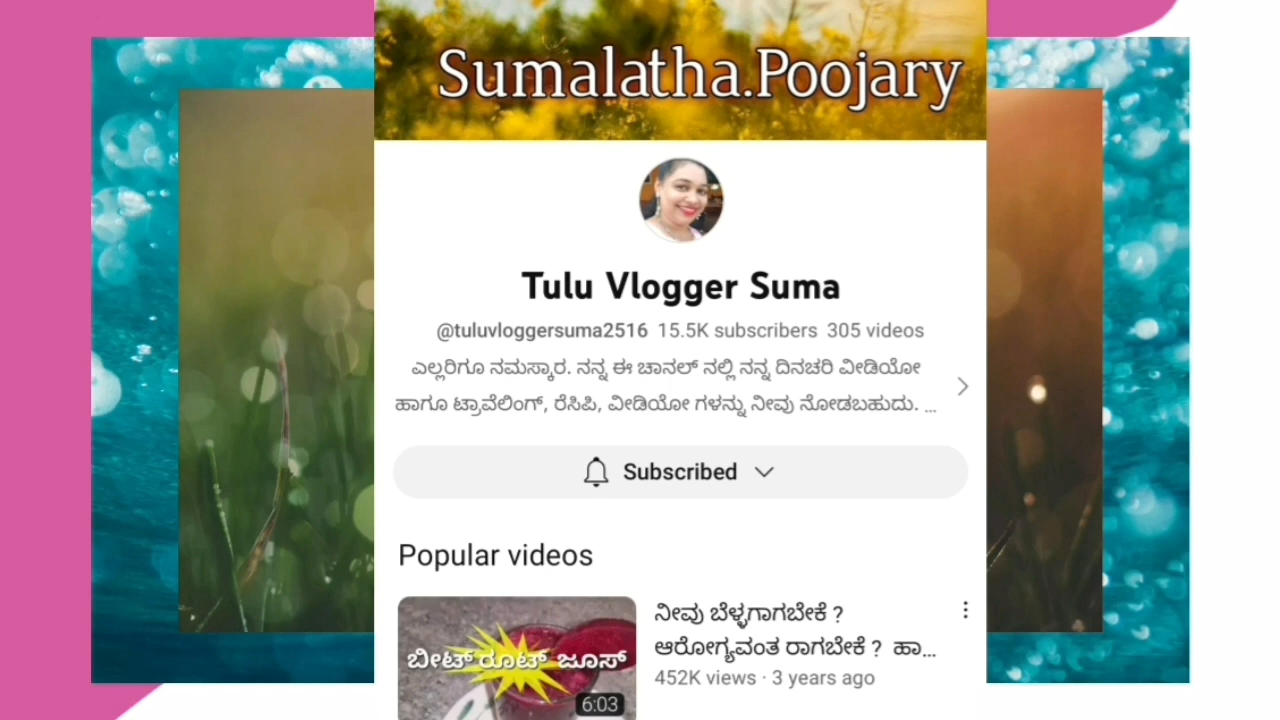 Sumalatha.Poojary
Tulu Vlogger Suma
@tuluvloggersuma2516 15.5K subscribers 305 videos
ಎಲ್ಲರಿಗೂ ನಮಸ್ಕಾರ. ನನ್ನ ಈ ಚಾನಲ್ ನಲ್ಲಿ ನನ್ನ ದಿನಚರಿ ವೀಡಿಯೋ
ಹಾಗೂ ಟ್ರಾವೆಲಿಂಗ್, ರೆಸಿಪಿ, ವೀಡಿಯೋ ಗಳನ್ನು ನೀವು ನೋಡಬಹುದು. ...
Subscribed
Popular videos
ನೀವು ಬೆಳ್ಳಗಾಗಬೇಕೆ ?
ಆರೋಗ್ಯವಂತ ರಾಗಬೇಕೆ ? ಹಾ...
452K views · 3 years ago
ಬೀಟ್ ರೂಟ್ ಜ್ಯೂಸ್
6:03